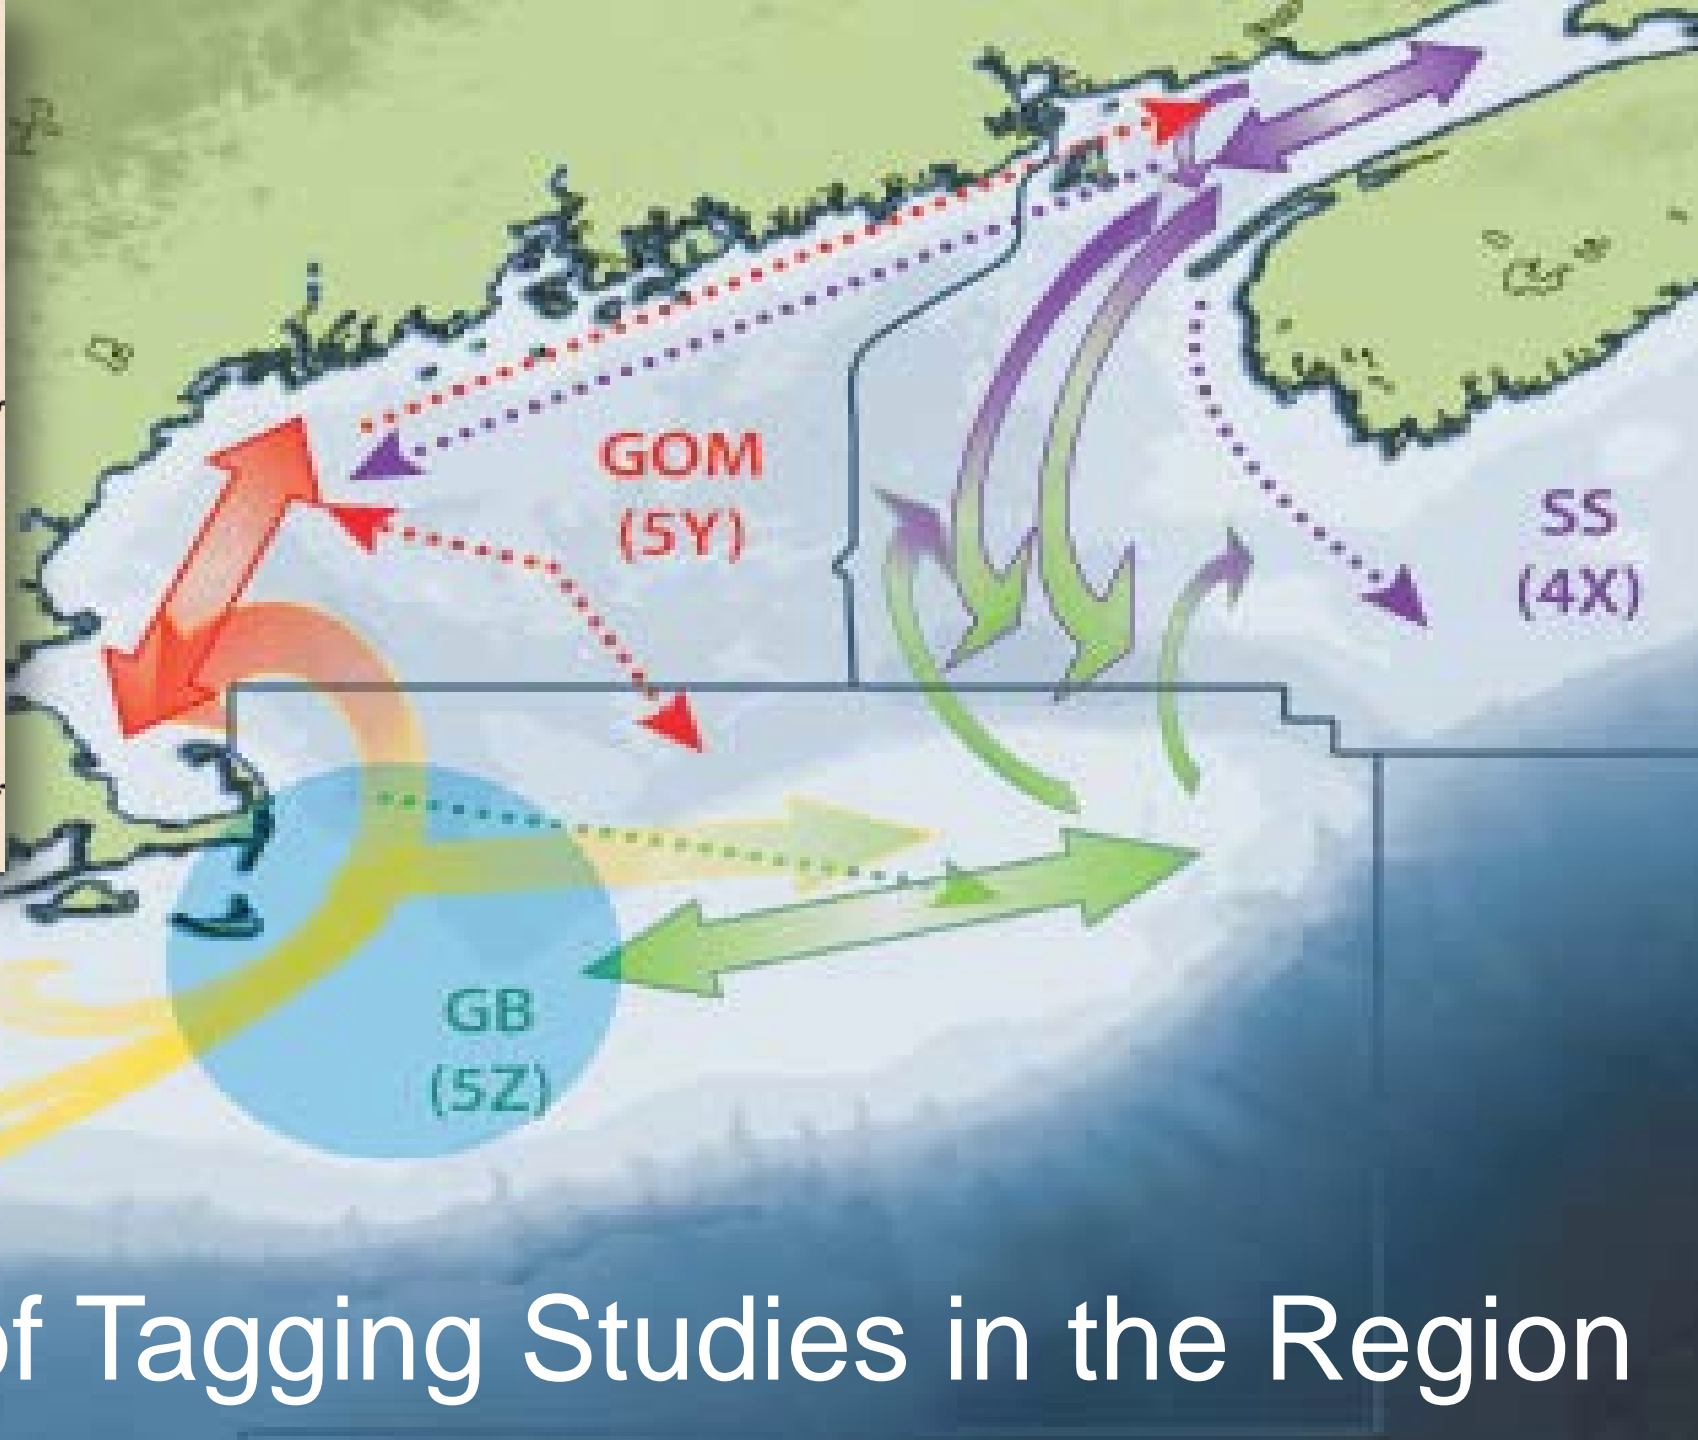 GOM
(5Y)
SS
(4X)
GB
(5Z)
of Tagging Studies in the Region